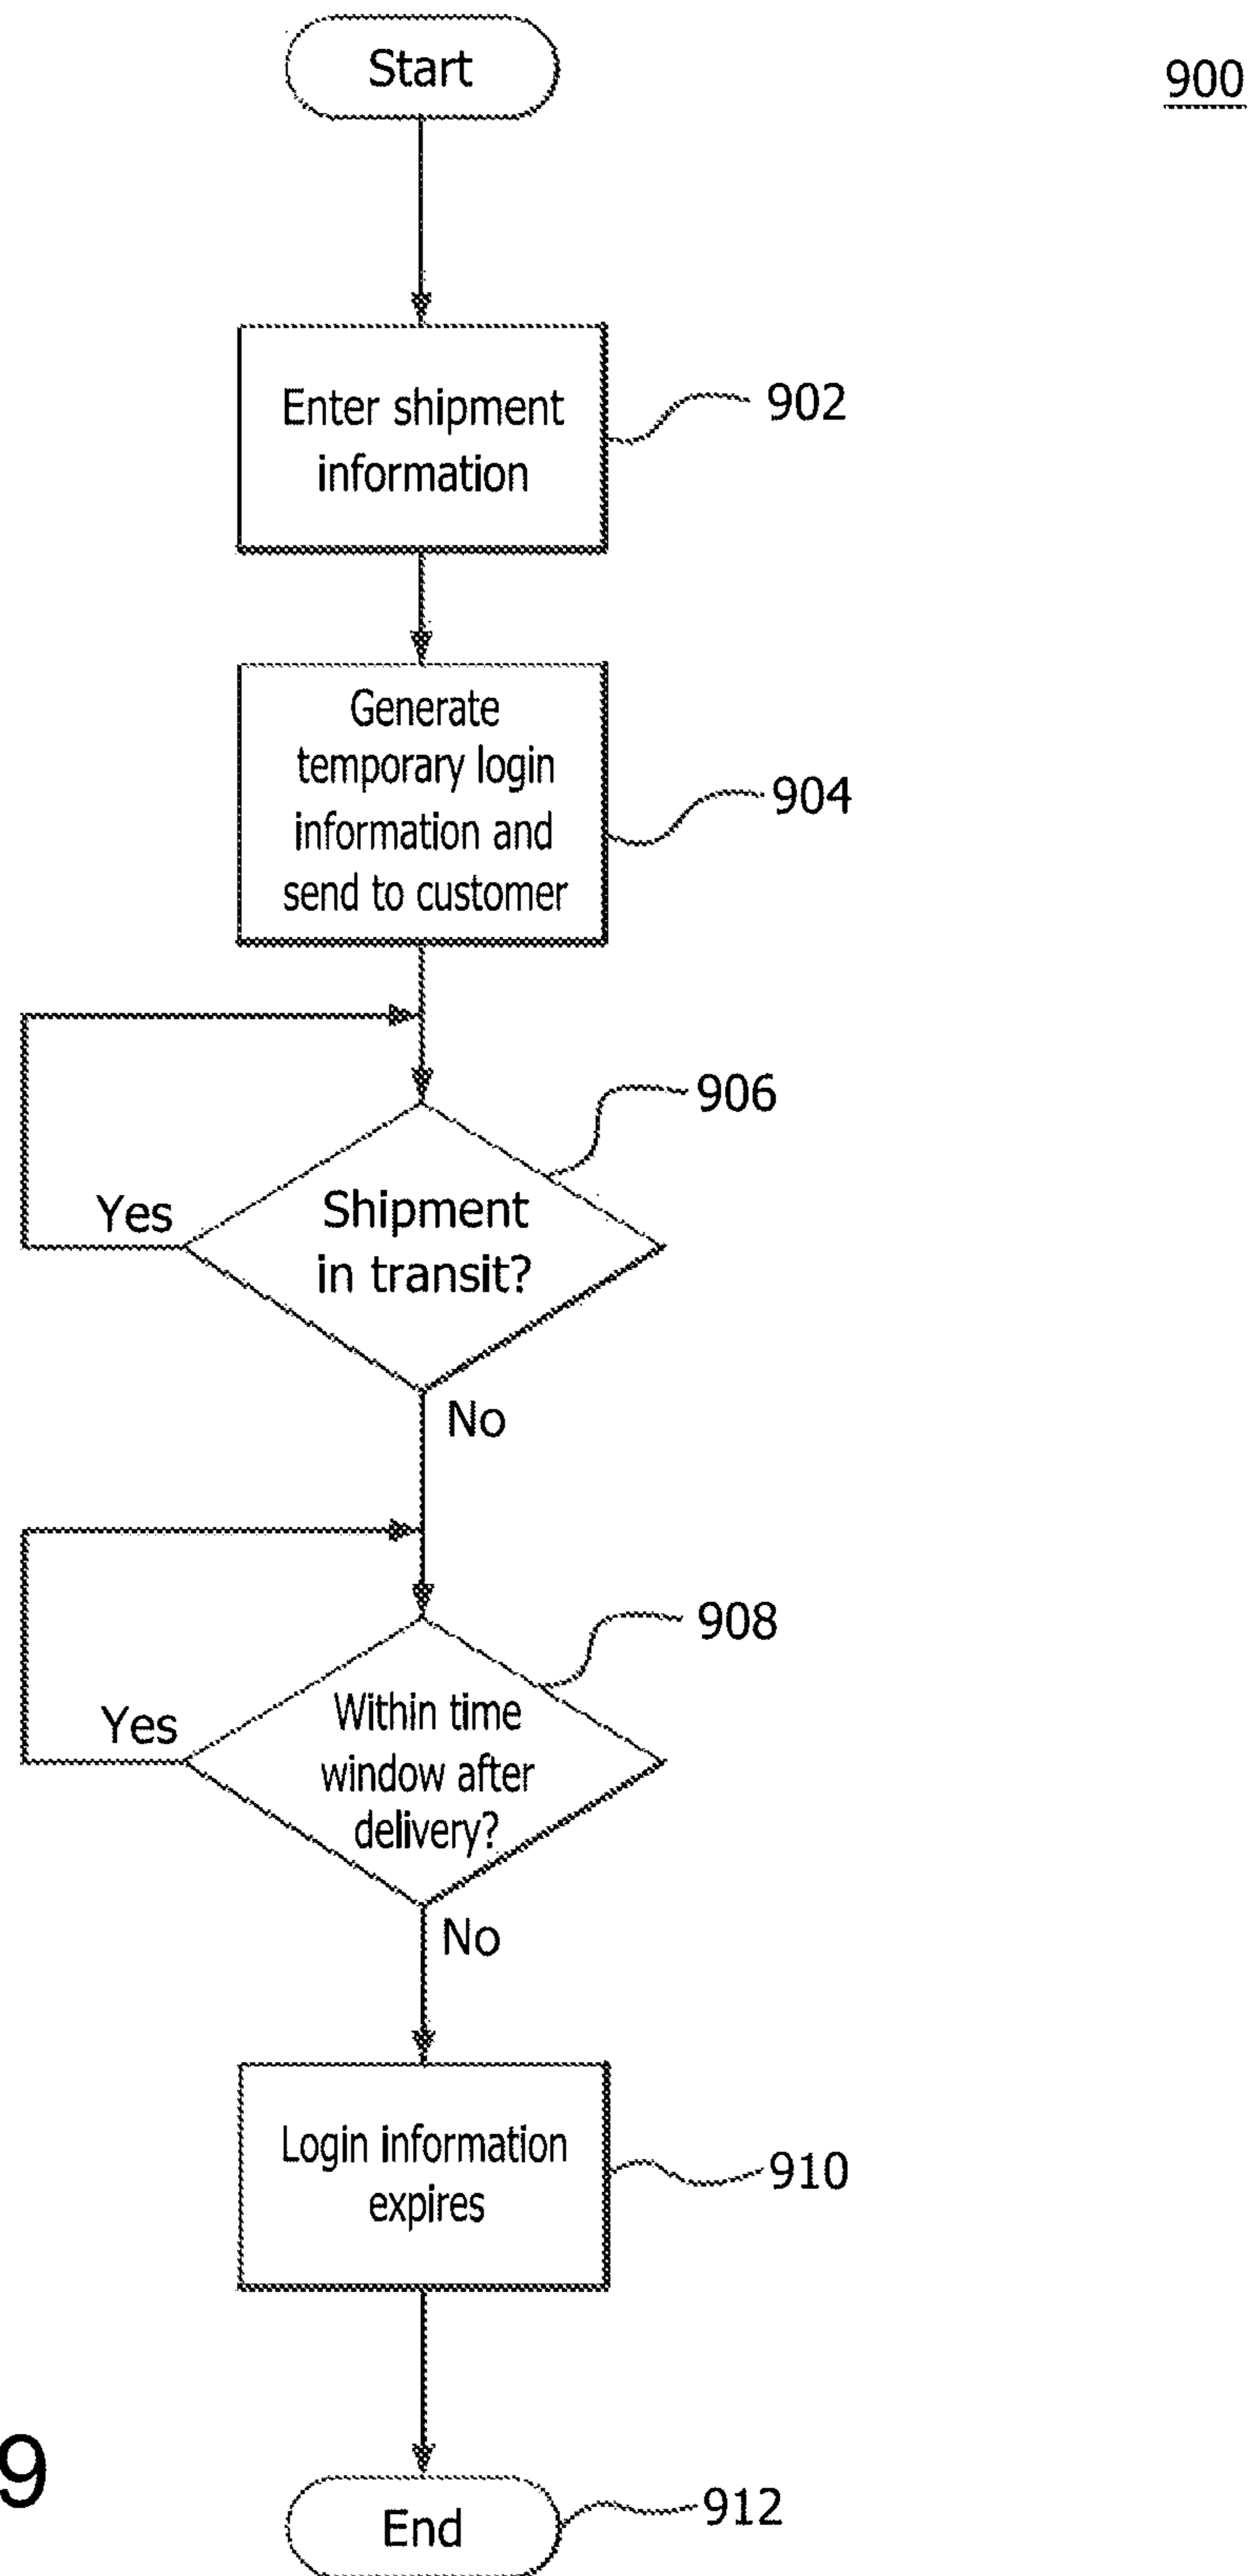 Start
900
Enter shipment
information
902
Generate
temporary login
information and
send to customer
904
906
Shipment
in transit?
Yes
No
908
Within time
window after
delivery?
Yes
No
Login information
expires
910
9
End
912